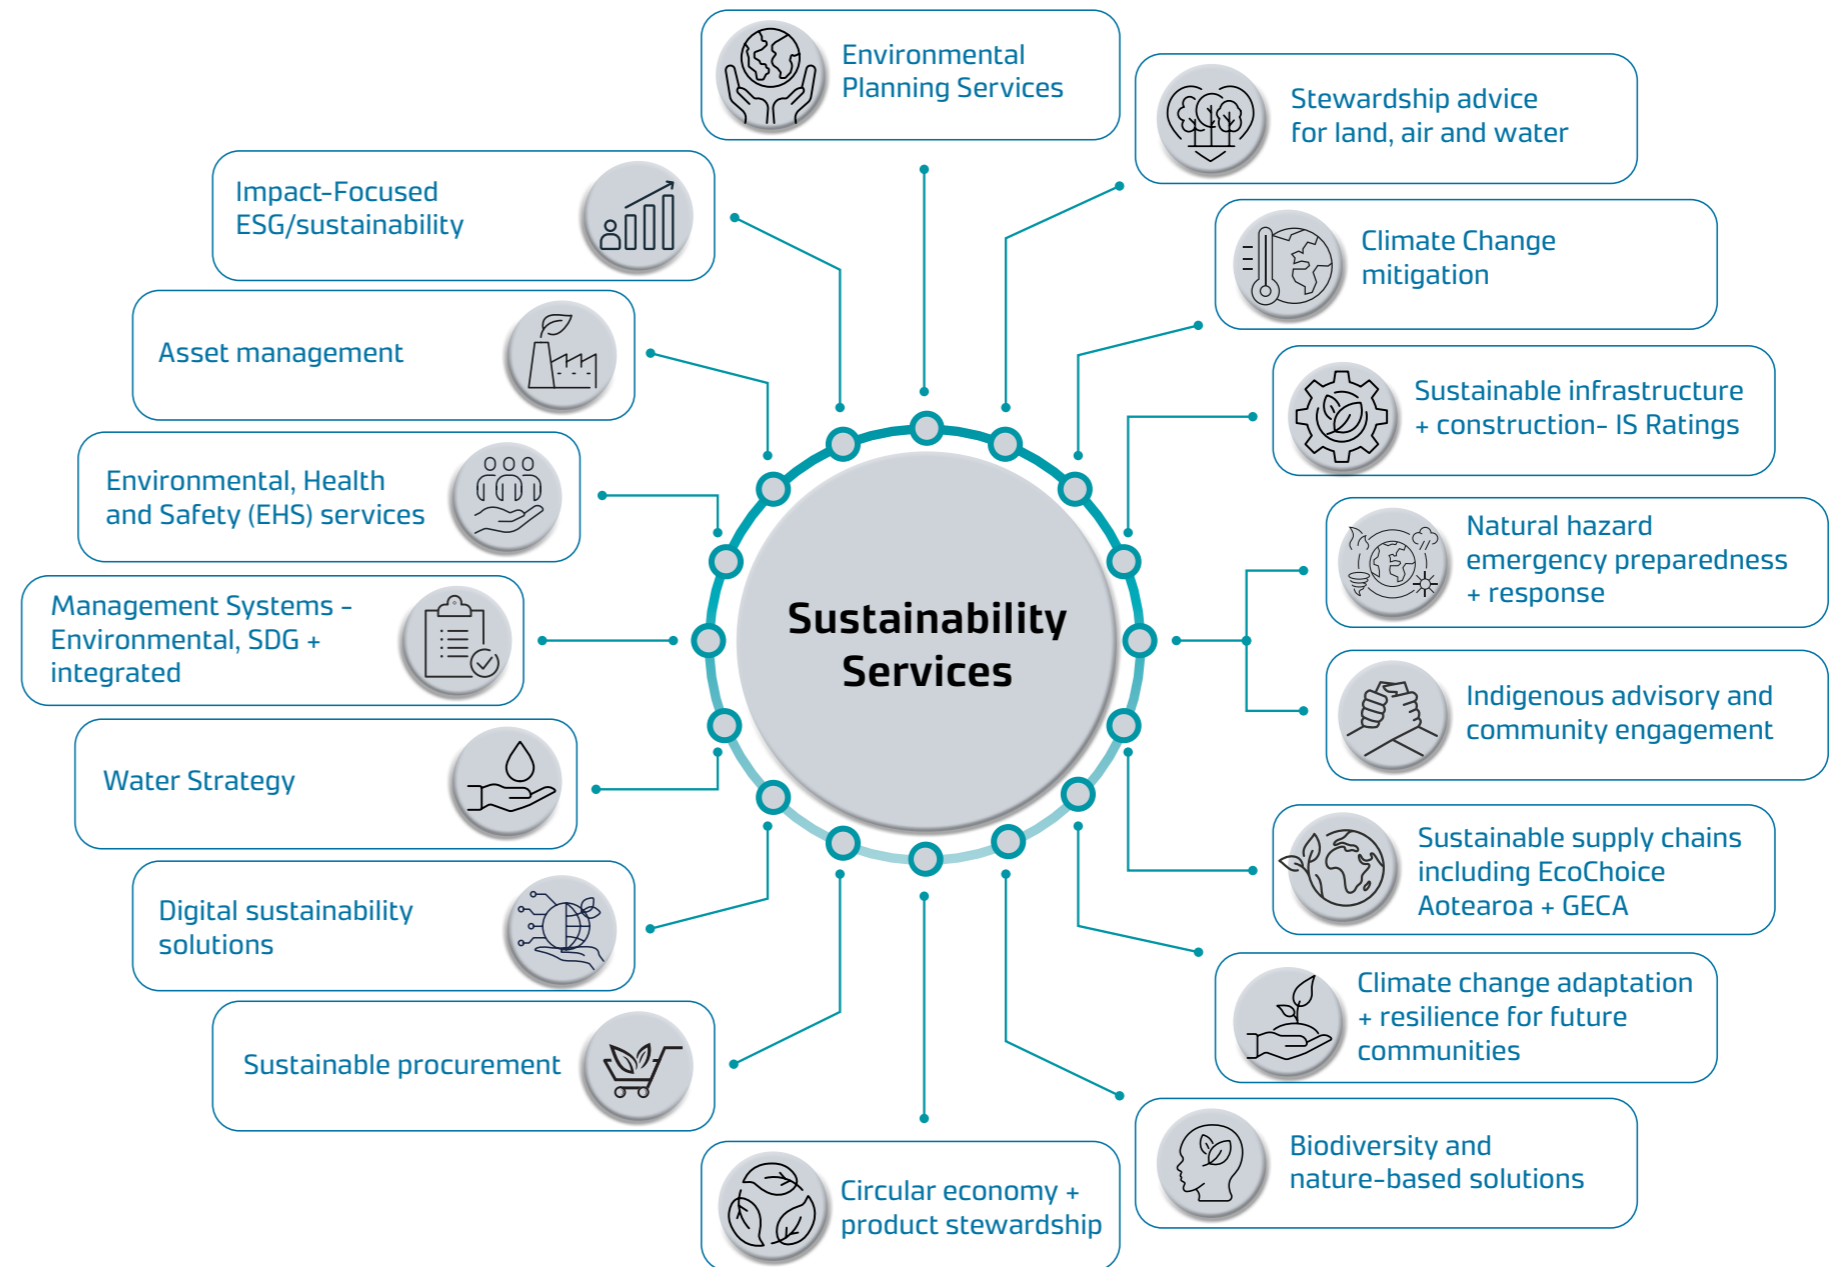 Environmental
Planning Services
Stewardship advice
for land, air and water
Climate Change
mitigation
Sustainable infrastructure
+ construction- IS Ratings
Natural hazard
emergency preparedness
+ response
Indigenous advisory and
community engagement
Sustainable supply chains
including EcoChoice
Aotearoa + GECA
Climate change adaptation
+ resilience for future
communities
Biodiversity and
nature-based solutions
Circular economy +
product stewardship
Sustainable procurement
Digital sustainability
solutions
Water Strategy
Management Systems -
Environmental, SDG +
integrated
Environmental, Health
and Safety (EHS) services
Asset management
Impact-Focused
ESG/sustainability
Sustainability
Services